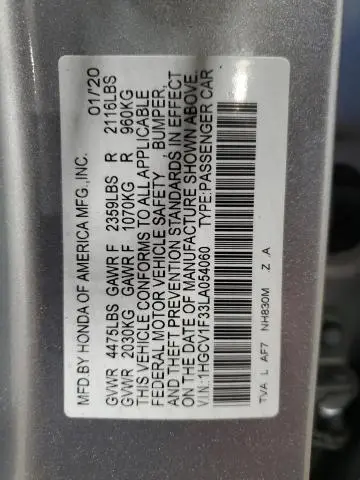 MFD.BY HONDA OF AMERICA MFG.,INC. 01/'20
GVWR 4475LBS GAWR F 2359LBS R 2116LBS
GVWR 2030KG GAWR F 1070KG R 960KG
THIS VEHICLE CONFORMS TO ALL APPLICABLE
FEDERAL MOTOR VEHICLE SAFETY , BUMPER,
AND THEFT PREVENTION STANDARDS IN EFFECT
ON THE DATE OF MANUFACTURE SHOWN ABOVE.
V.I.N.: 1HGCV1F33LA054060 TYPE:PASSENGER CAR
TVA L AF7 NH830M Z A